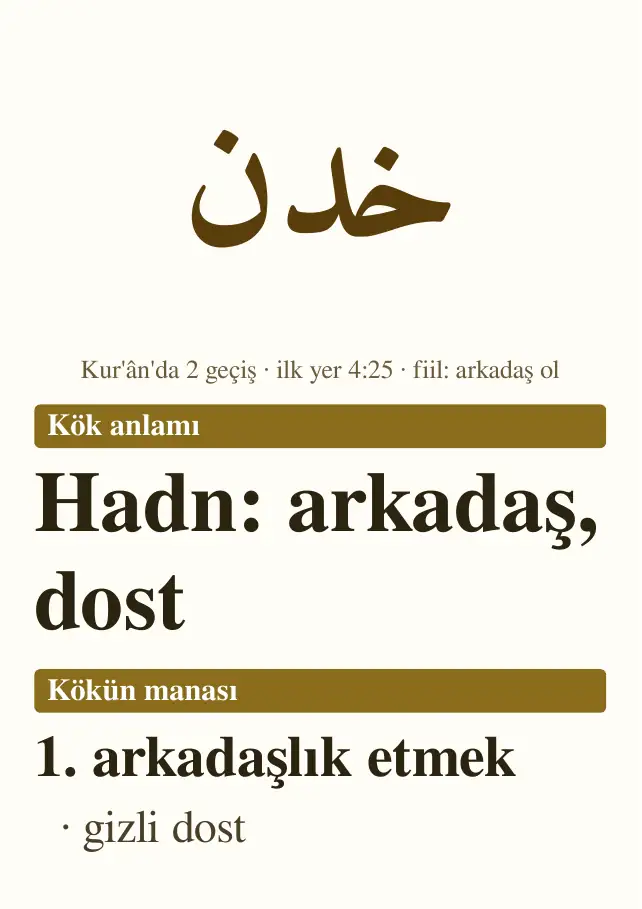 خدن
Kur'ân'da 2 geçiş · ilk yer 4:25 · fiil: arkadaş ol
Kök anlamı
Hadn: arkadaş,
dost
Kökün manası
1. arkadaşlık etmek
· gizli dost